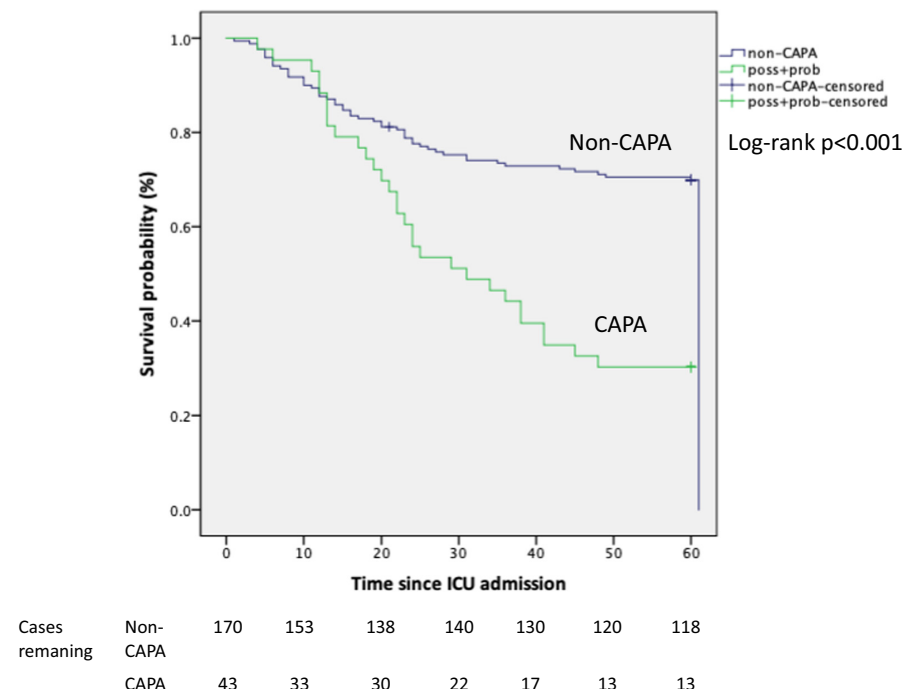 non-CAPA
poss+prob
non-CAPA-censored
poss+prob-censored
Log-rank p<0.001
Non-CAPA
CAPA
Survival probability (%)
1.0
0.8
0.6
0.4
0.2
0.0
0 10 20 30 40 50 60
Time since ICU admission
Cases remaning
Non-CAPA 170 153 138 140 130 120 118
CAPA 43 33 30 22 17 13 13